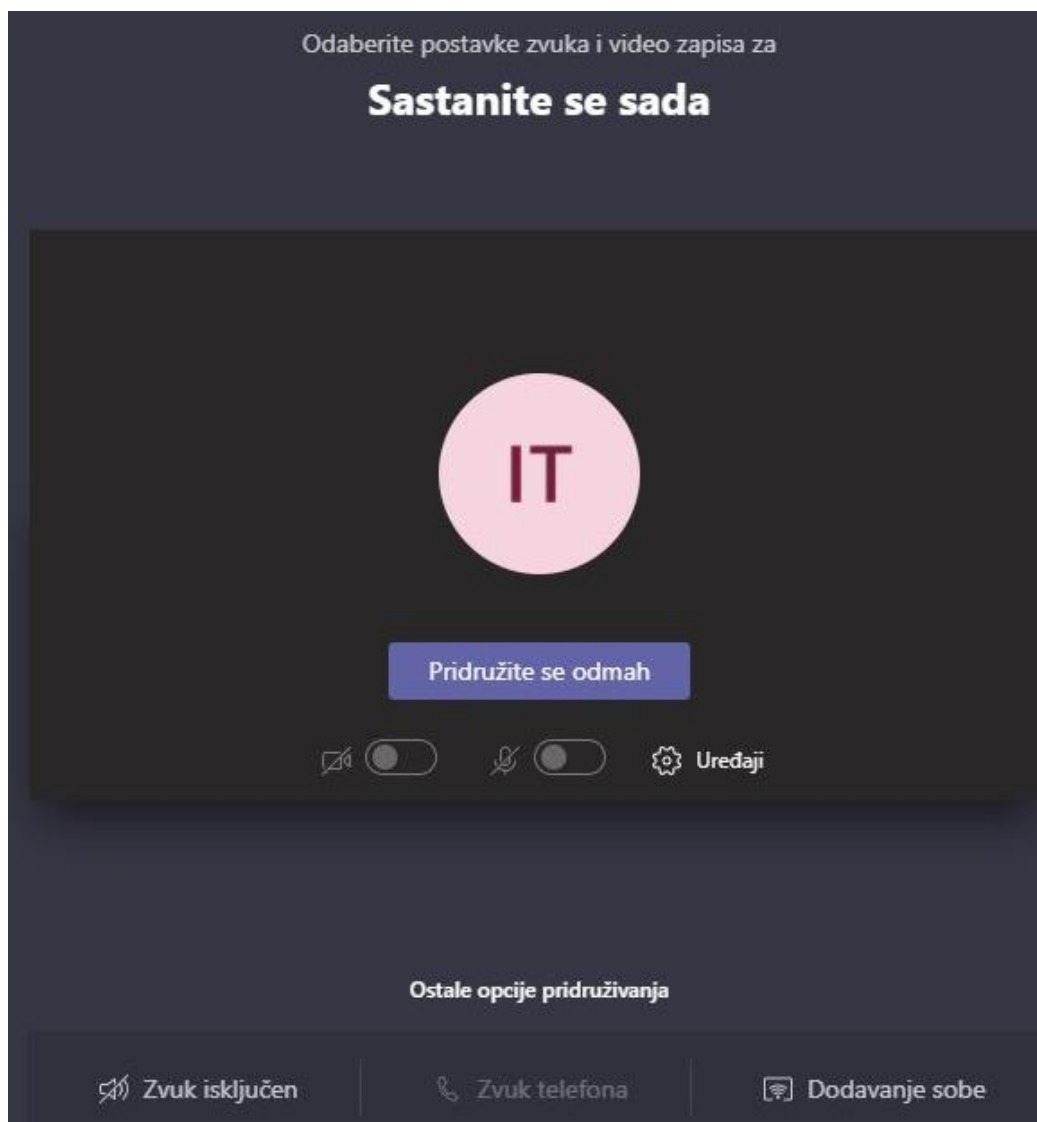 Odaberite postavke zvuka i video zapisa za
Sastanite se sada
IT
Pridružite se odmah
Uređaji
Ostale opcije pridruživanja
Zvuk isključen
Zvuk telefona
Dodavanje sobe